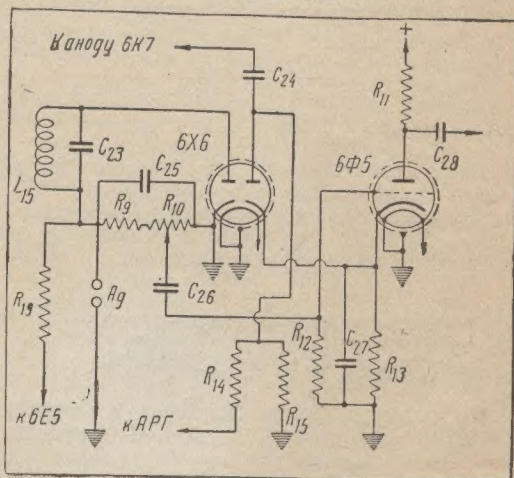 К аноду 6К7
C24
+
R11
6Х6
6Ф5
C28
C23
L15
C25
R9
R10
R19
Ag
C26
R12
C27
R13
R14
R15
к 6Е5
к АРГ